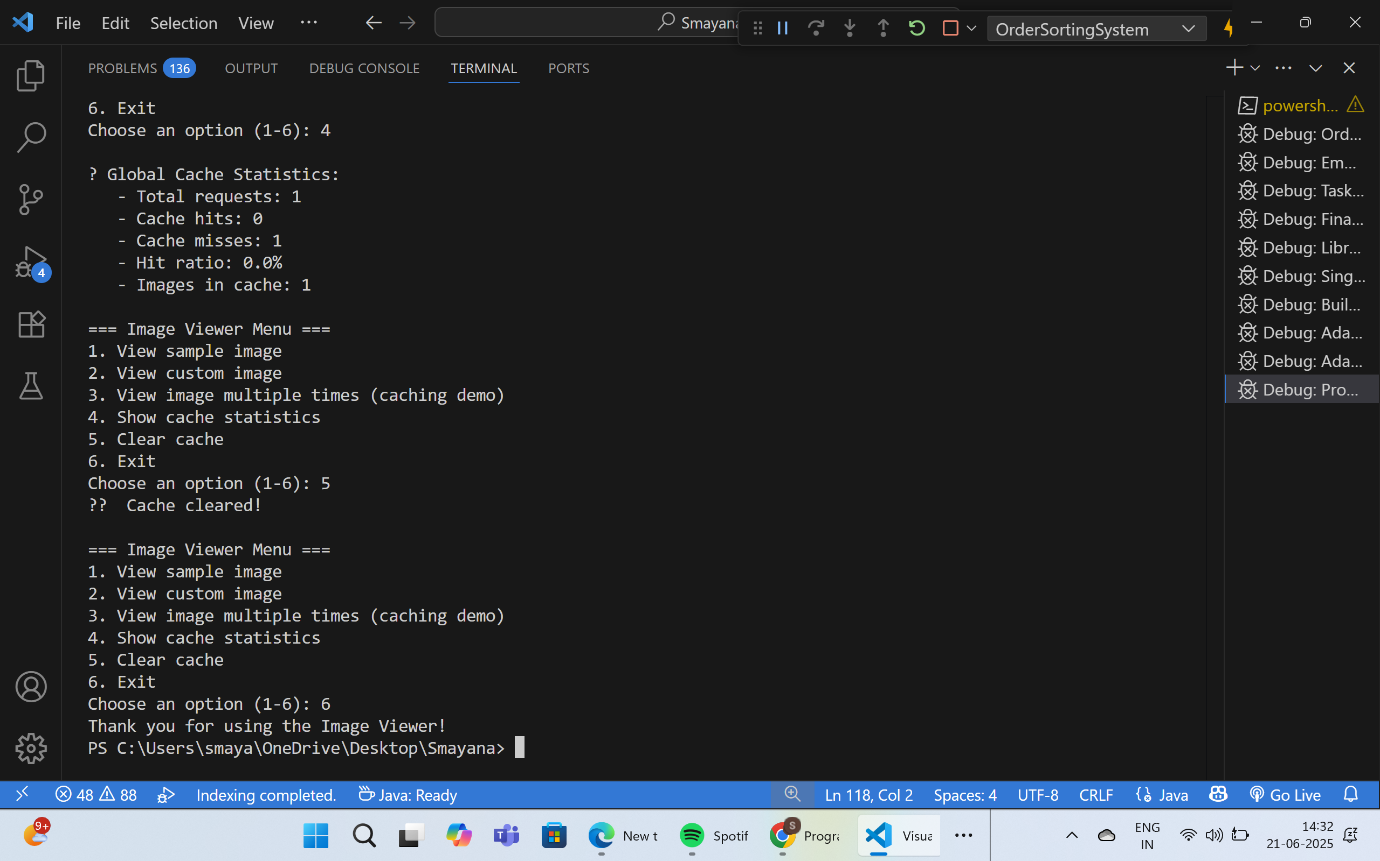 File Edit Selection View ··· Smayana OrderSortingSystem
PROBLEMS 136 OUTPUT DEBUG CONSOLE TERMINAL PORTS
6. Exit
Choose an option (1-6): 4
? Global Cache Statistics:
- Total requests: 1
- Cache hits: 0
- Cache misses: 1
- Hit ratio: 0.0%
- Images in cache: 1
=== Image Viewer Menu ===
1. View sample image
2. View custom image
3. View image multiple times (caching demo)
4. Show cache statistics
5. Clear cache
6. Exit
Choose an option (1-6): 5
??  Cache cleared!
=== Image Viewer Menu ===
1. View sample image
2. View custom image
3. View image multiple times (caching demo)
4. Show cache statistics
5. Clear cache
6. Exit
Choose an option (1-6): 6
Thank you for using the Image Viewer!
PS C:\Users\smaya\OneDrive\Desktop\Smayana>
powersh...
Debug: Ord...
Debug: Em...
Debug: Task...
Debug: Fina...
Debug: Libr...
Debug: Sing...
Debug: Buil...
Debug: Ada...
Debug: Ada...
Debug: Pro...
4
48 88 Indexing completed. Java: Ready Ln 118, Col 2 Spaces: 4 UTF-8 CRLF Java Go Live
9+ New t Spotif S Progra Visua ENG 14:32
IN 21-06-2025